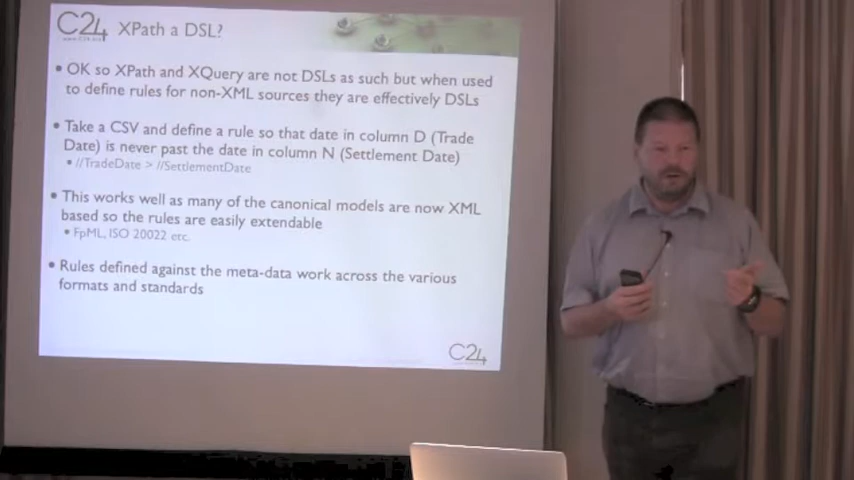 C24 XPath a DSL?
• OK so XPath and XQuery are not DSLs as such but when used
to define rules for non-XML sources they are effectively DSLs
• Take a CSV and define a rule so that date in column D (Trade
Date) is never past the date in column N (Settlement Date)
• //TradeDate > //SettlementDate
• This works well as many of the canonical models are now XML
based so the rules are easily extendable
• FpML, ISO 20022 etc.
• Rules defined against the meta-data work across the various
formats and standards
C24